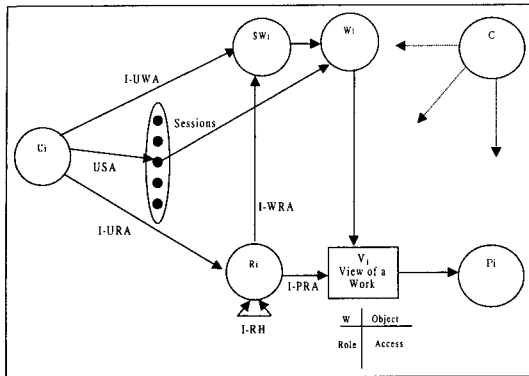 SWi
Wi
C
I-UWA
Sessions
Ui
USA
I-WRA
I-URA
Ri
I-PRA
Vi
View of a
Work
Pi
I-RH
W Object
Role Access